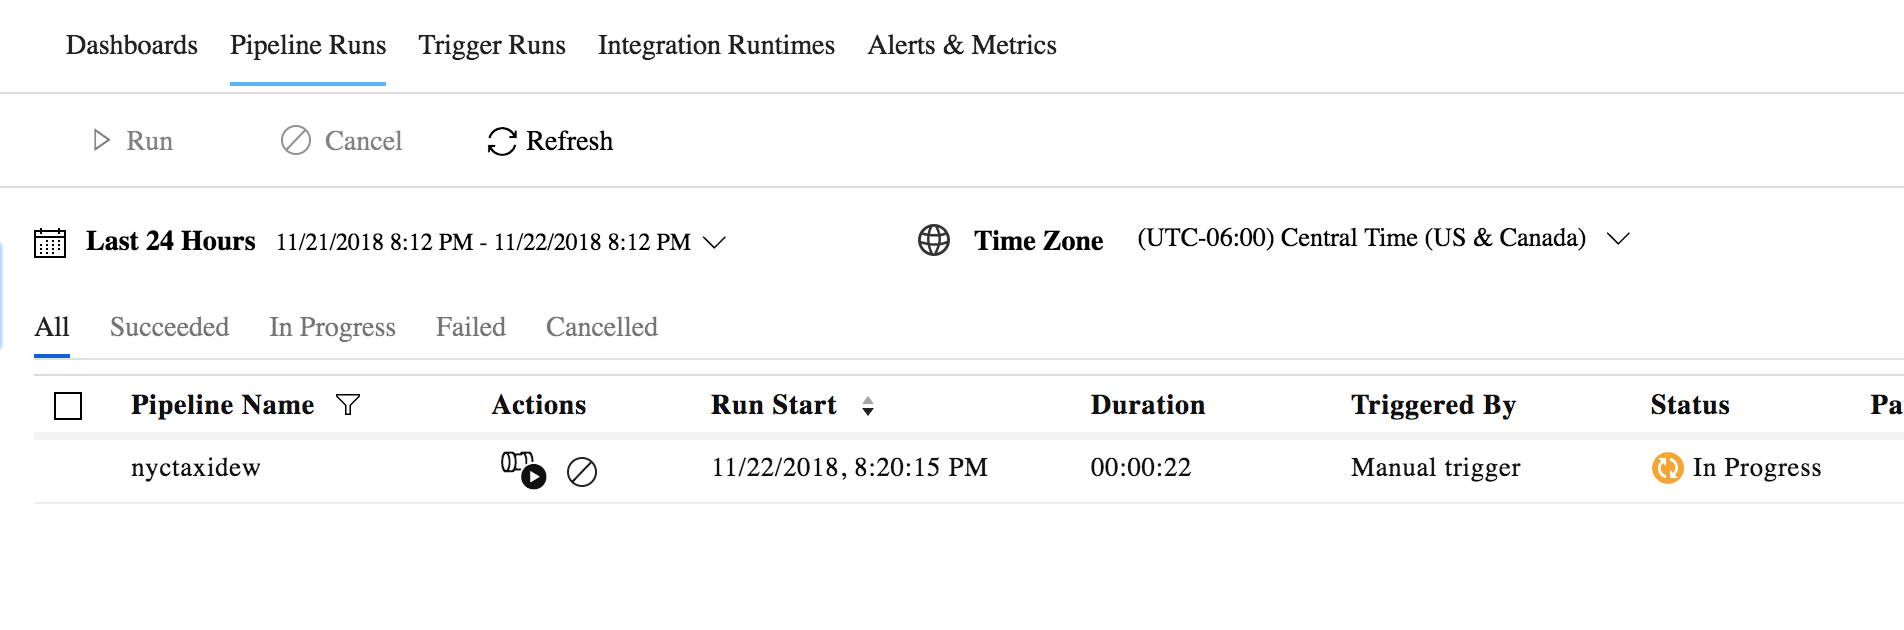 Dashboards Pipeline Runs Trigger Runs Integration Runtimes Alerts & Metrics
Run Cancel Refresh
Last 24 Hours 11/21/2018 8:12 PM - 11/22/2018 8:12 PM Time Zone (UTC-06:00) Central Time (US & Canada)
All Succeeded In Progress Failed Cancelled
Pipeline Name Actions Run Start Duration Triggered By Status Pa
nyctaxidew 11/22/2018, 8:20:15 PM 00:00:22 Manual trigger In Progress